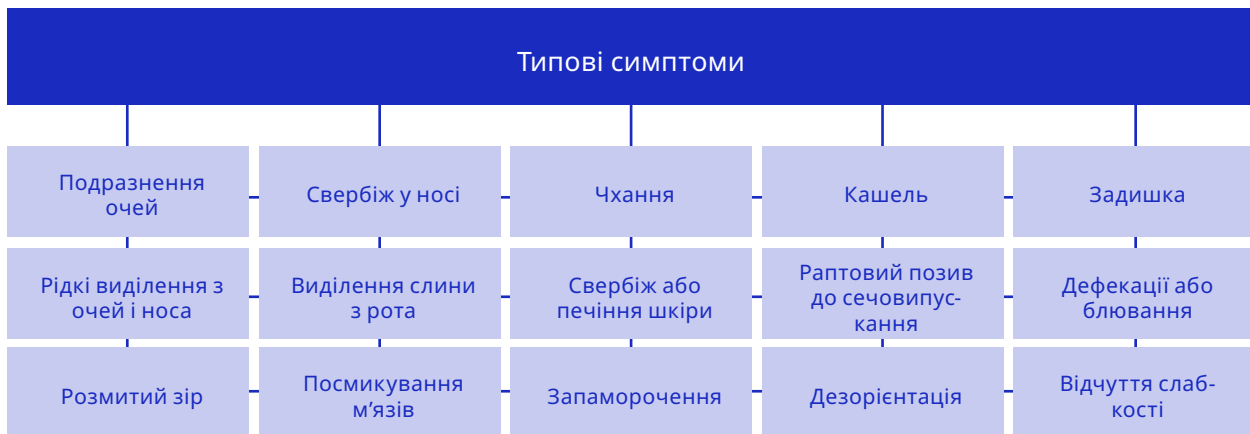 Типові симптоми
Подразнення
очей
Свербіж у носі
Чхання
Кашель
Задишка
Рідкі виділення з
очей і носа
Виділення слини
з рота
Свербіж або
печіння шкіри
Раптовий позив
до сечовипус-
кання
Дефекації або
блювання
Розмитий зір
Посмикування
м’язів
Запаморочення
Дезорієнтація
Відчуття слаб-
кості